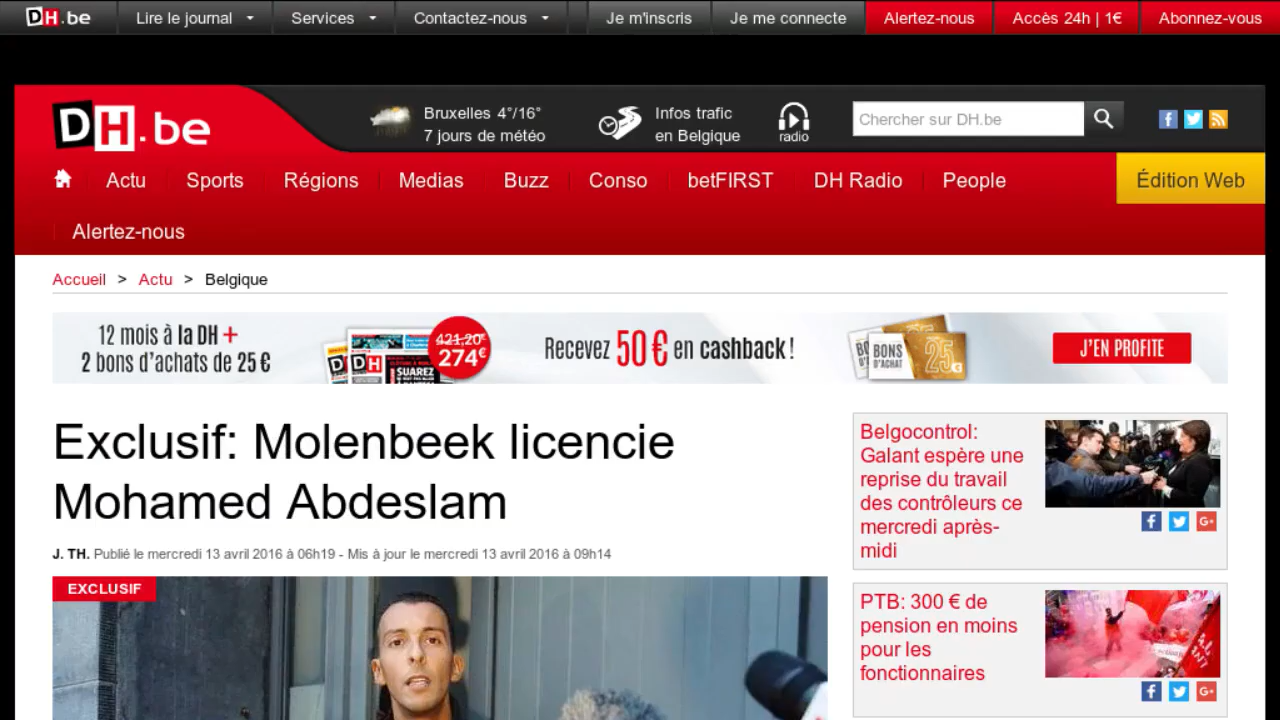 DH.be
Lire le journal
Services
Contactez-nous
Je m'inscris
Je me connecte
Alertez-nous
Accès 24h | 1€
Abonnez-vous
DH.be
Bruxelles 4°/16°
7 jours de météo
Infos trafic
en Belgique
radio
Chercher sur DH.be
Actu
Sports
Régions
Medias
Buzz
Conso
betFIRST
DH Radio
People
Édition Web
Alertez-nous
Accueil > Actu > Belgique
12 mois à la DH +
2 bons d'achats de 25 €
DH
SUAREZ
421,20€
274€
Recevez 50 € en cashback !
BONS
D'ACHAT
25€
J'EN PROFITE
Exclusif: Molenbeek licencie
Mohamed Abdeslam
J. TH. Publié le mercredi 13 avril 2016 à 06h19 - Mis à jour le mercredi 13 avril 2016 à 09h14
EXCLUSIF
Belgocontrol:
Galant espère une
reprise du travail
des contrôleurs ce
mercredi après-
midi
PTB: 300 € de
pension en moins
pour les
fonctionnaires